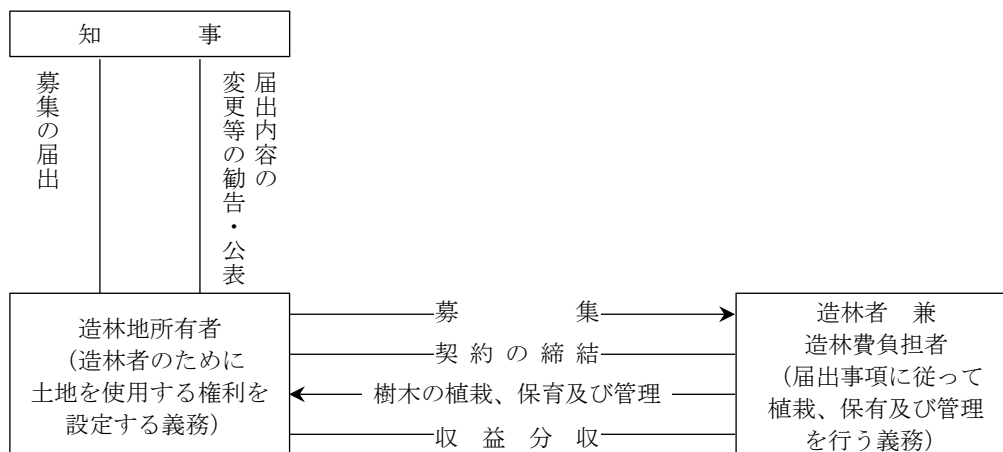 知　　事
募集の届出
届出内容の
変更等の勧告・公表
造林地所有者
（造林者のために
土地を使用する権利を
設定する義務）
募　　集
契約の締結
樹木の植栽、保育及び管理
収益分収
造林者　兼
造林費負担者
（届出事項に従って
植栽、保有及び管理
を行う義務）